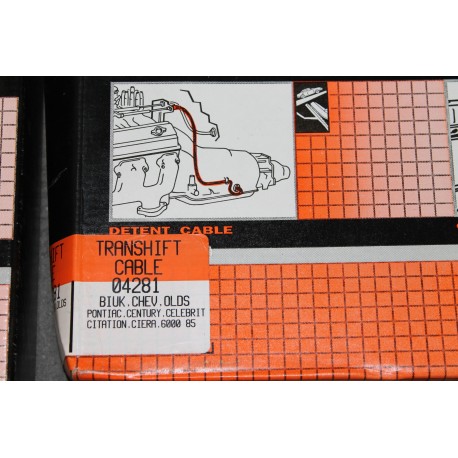 DETENT CABLE
TRANSHIFT
CABLE
04281
BIUK.CHEV.OLDS
PONTIAC.CENTURY.CELEBRIT
CITATION.CIERA.6000 85